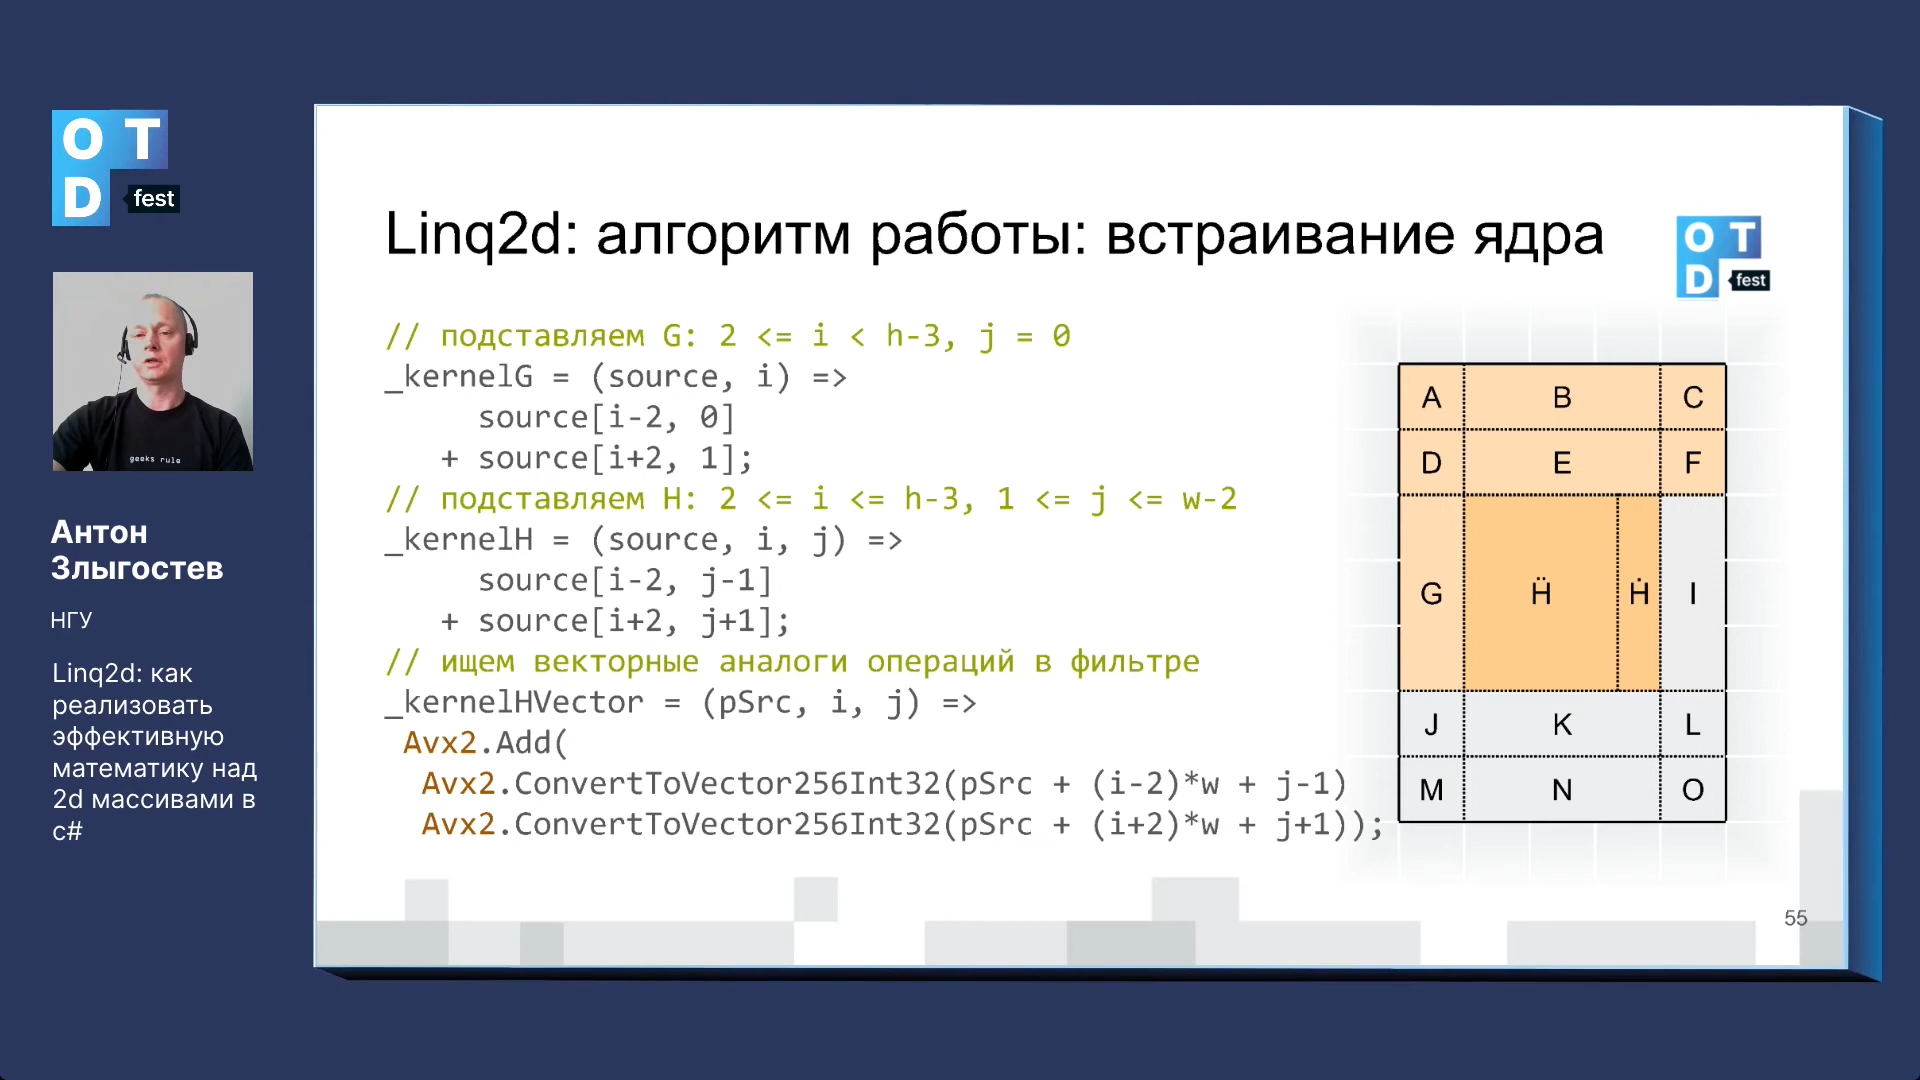 O T
D fest
geeks rule
Антон
Злыгостев
НГУ
Linq2d: как
реализовать
эффективную
математику над
2d массивами в
c#
Linq2d: алгоритм работы: встраивание ядра
O T
D fest
// подставляем G: 2 <= i < h-3, j = 0
_kernelG = (source, i) =>
source[i-2, 0]
+ source[i+2, 1];
// подставляем H: 2 <= i <= h-3, 1 <= j <= w-2
_kernelH = (source, i, j) =>
source[i-2, j-1]
+ source[i+2, j+1];
// ищем векторные аналоги операций в фильтре
_kernelHVector = (pSrc, i, j) =>
Avx2.Add(
Avx2.ConvertToVector256Int32(pSrc + (i-2)*w + j-1)
Avx2.ConvertToVector256Int32(pSrc + (i+2)*w + j+1));
A B C
D E F
G Ḧ Ḣ I
J K L
M N O
55